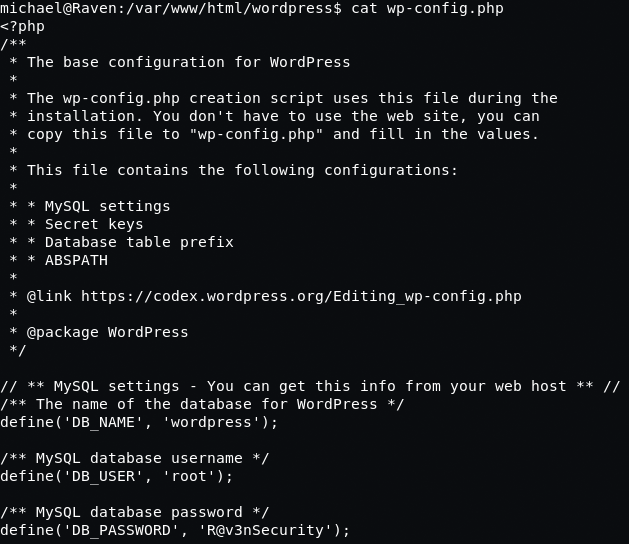 michael@Raven:/var/www/html/wordpress$ cat wp-config.php
<?php
/**
 * The base configuration for WordPress
 *
 * The wp-config.php creation script uses this file during the
 * installation. You don't have to use the web site, you can
 * copy this file to "wp-config.php" and fill in the values.
 *
 * This file contains the following configurations:
 *
 * * MySQL settings
 * * Secret keys
 * * Database table prefix
 * * ABSPATH
 *
 * @link https://codex.wordpress.org/Editing_wp-config.php
 *
 * @package WordPress
 */

// ** MySQL settings - You can get this info from your web host ** //
/** The name of the database for WordPress */
define('DB_NAME', 'wordpress');

/** MySQL database username */
define('DB_USER', 'root');

/** MySQL database password */
define('DB_PASSWORD', 'R@v3nSecurity');